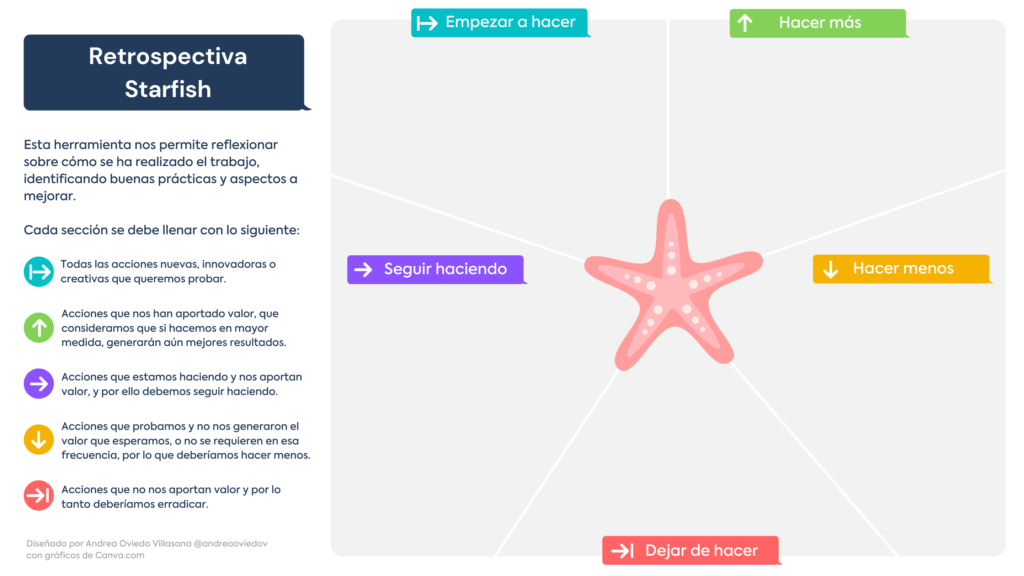 Retrospectiva
Starfish
Esta herramienta nos permite reflexionar
sobre cómo se ha realizado el trabajo,
identificando buenas prácticas y aspectos a
mejorar.
Cada sección se debe llenar con lo siguiente:
Todas las acciones nuevas, innovadoras o
creativas que queremos probar.
Acciones que nos han aportado valor, que
consideramos que si hacemos en mayor
medida, generarán aún mejores resultados.
Acciones que estamos haciendo y nos aportan
valor, y por ello debemos seguir haciendo.
Acciones que probamos y no nos generaron el
valor que esperamos, o no se requieren en esa
frecuencia, por lo que deberíamos hacer menos.
Acciones que no nos aportan valor y por lo
tanto deberíamos erradicar.
Diseñado por Andrea Oviedo Villasana @andreaoviedov
con gráficos de Canva.com
Empezar a hacer
Hacer más
Seguir haciendo
Hacer menos
Dejar de hacer